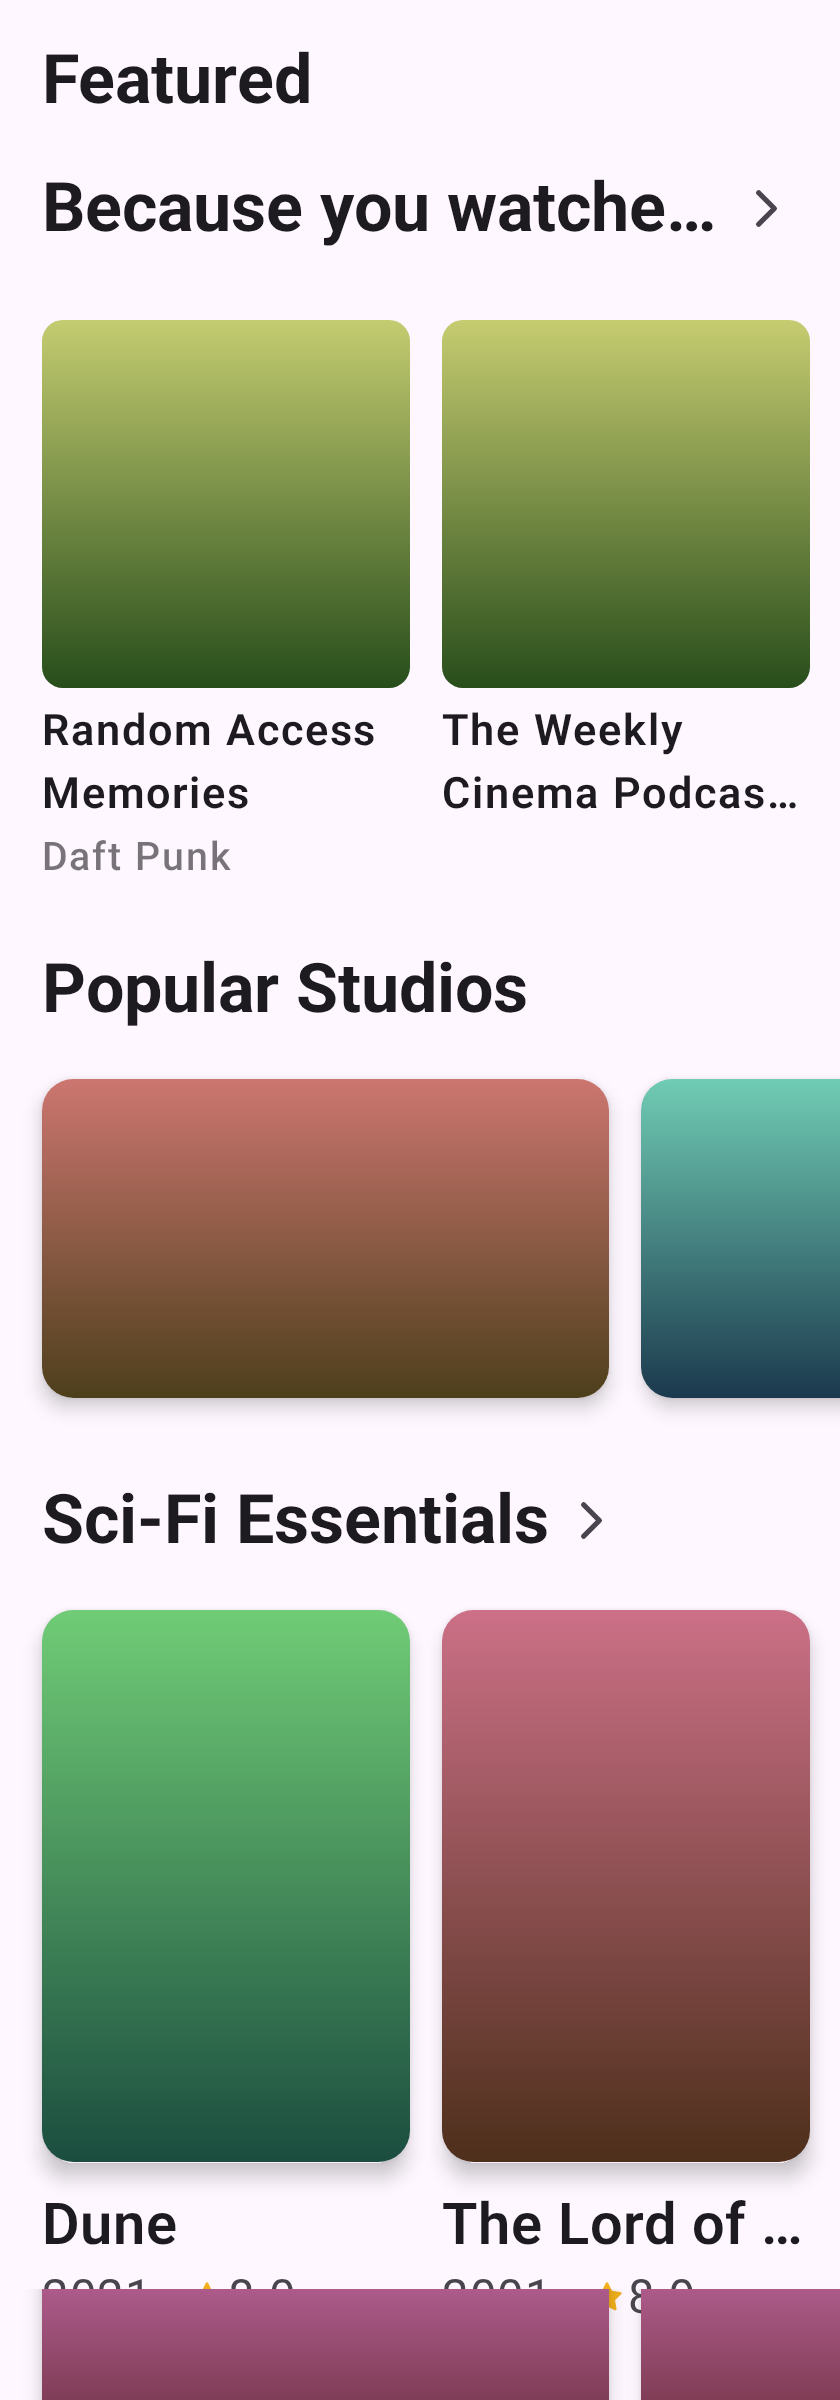 Featured
Because you watche…
Random Access
Memories
Daft Punk
The Weekly
Cinema Podcas…
Popular Studios
Sci-Fi Essentials
Dune
The Lord of …